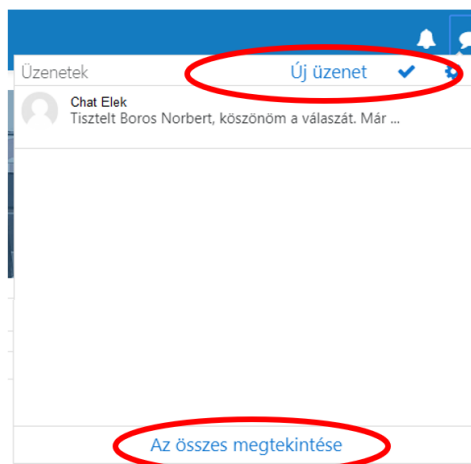 Üzenetek Új üzenet
Chat Elek
Tisztelt Boros Norbert, köszönöm a válaszát. Már ...
Az összes megtekintése